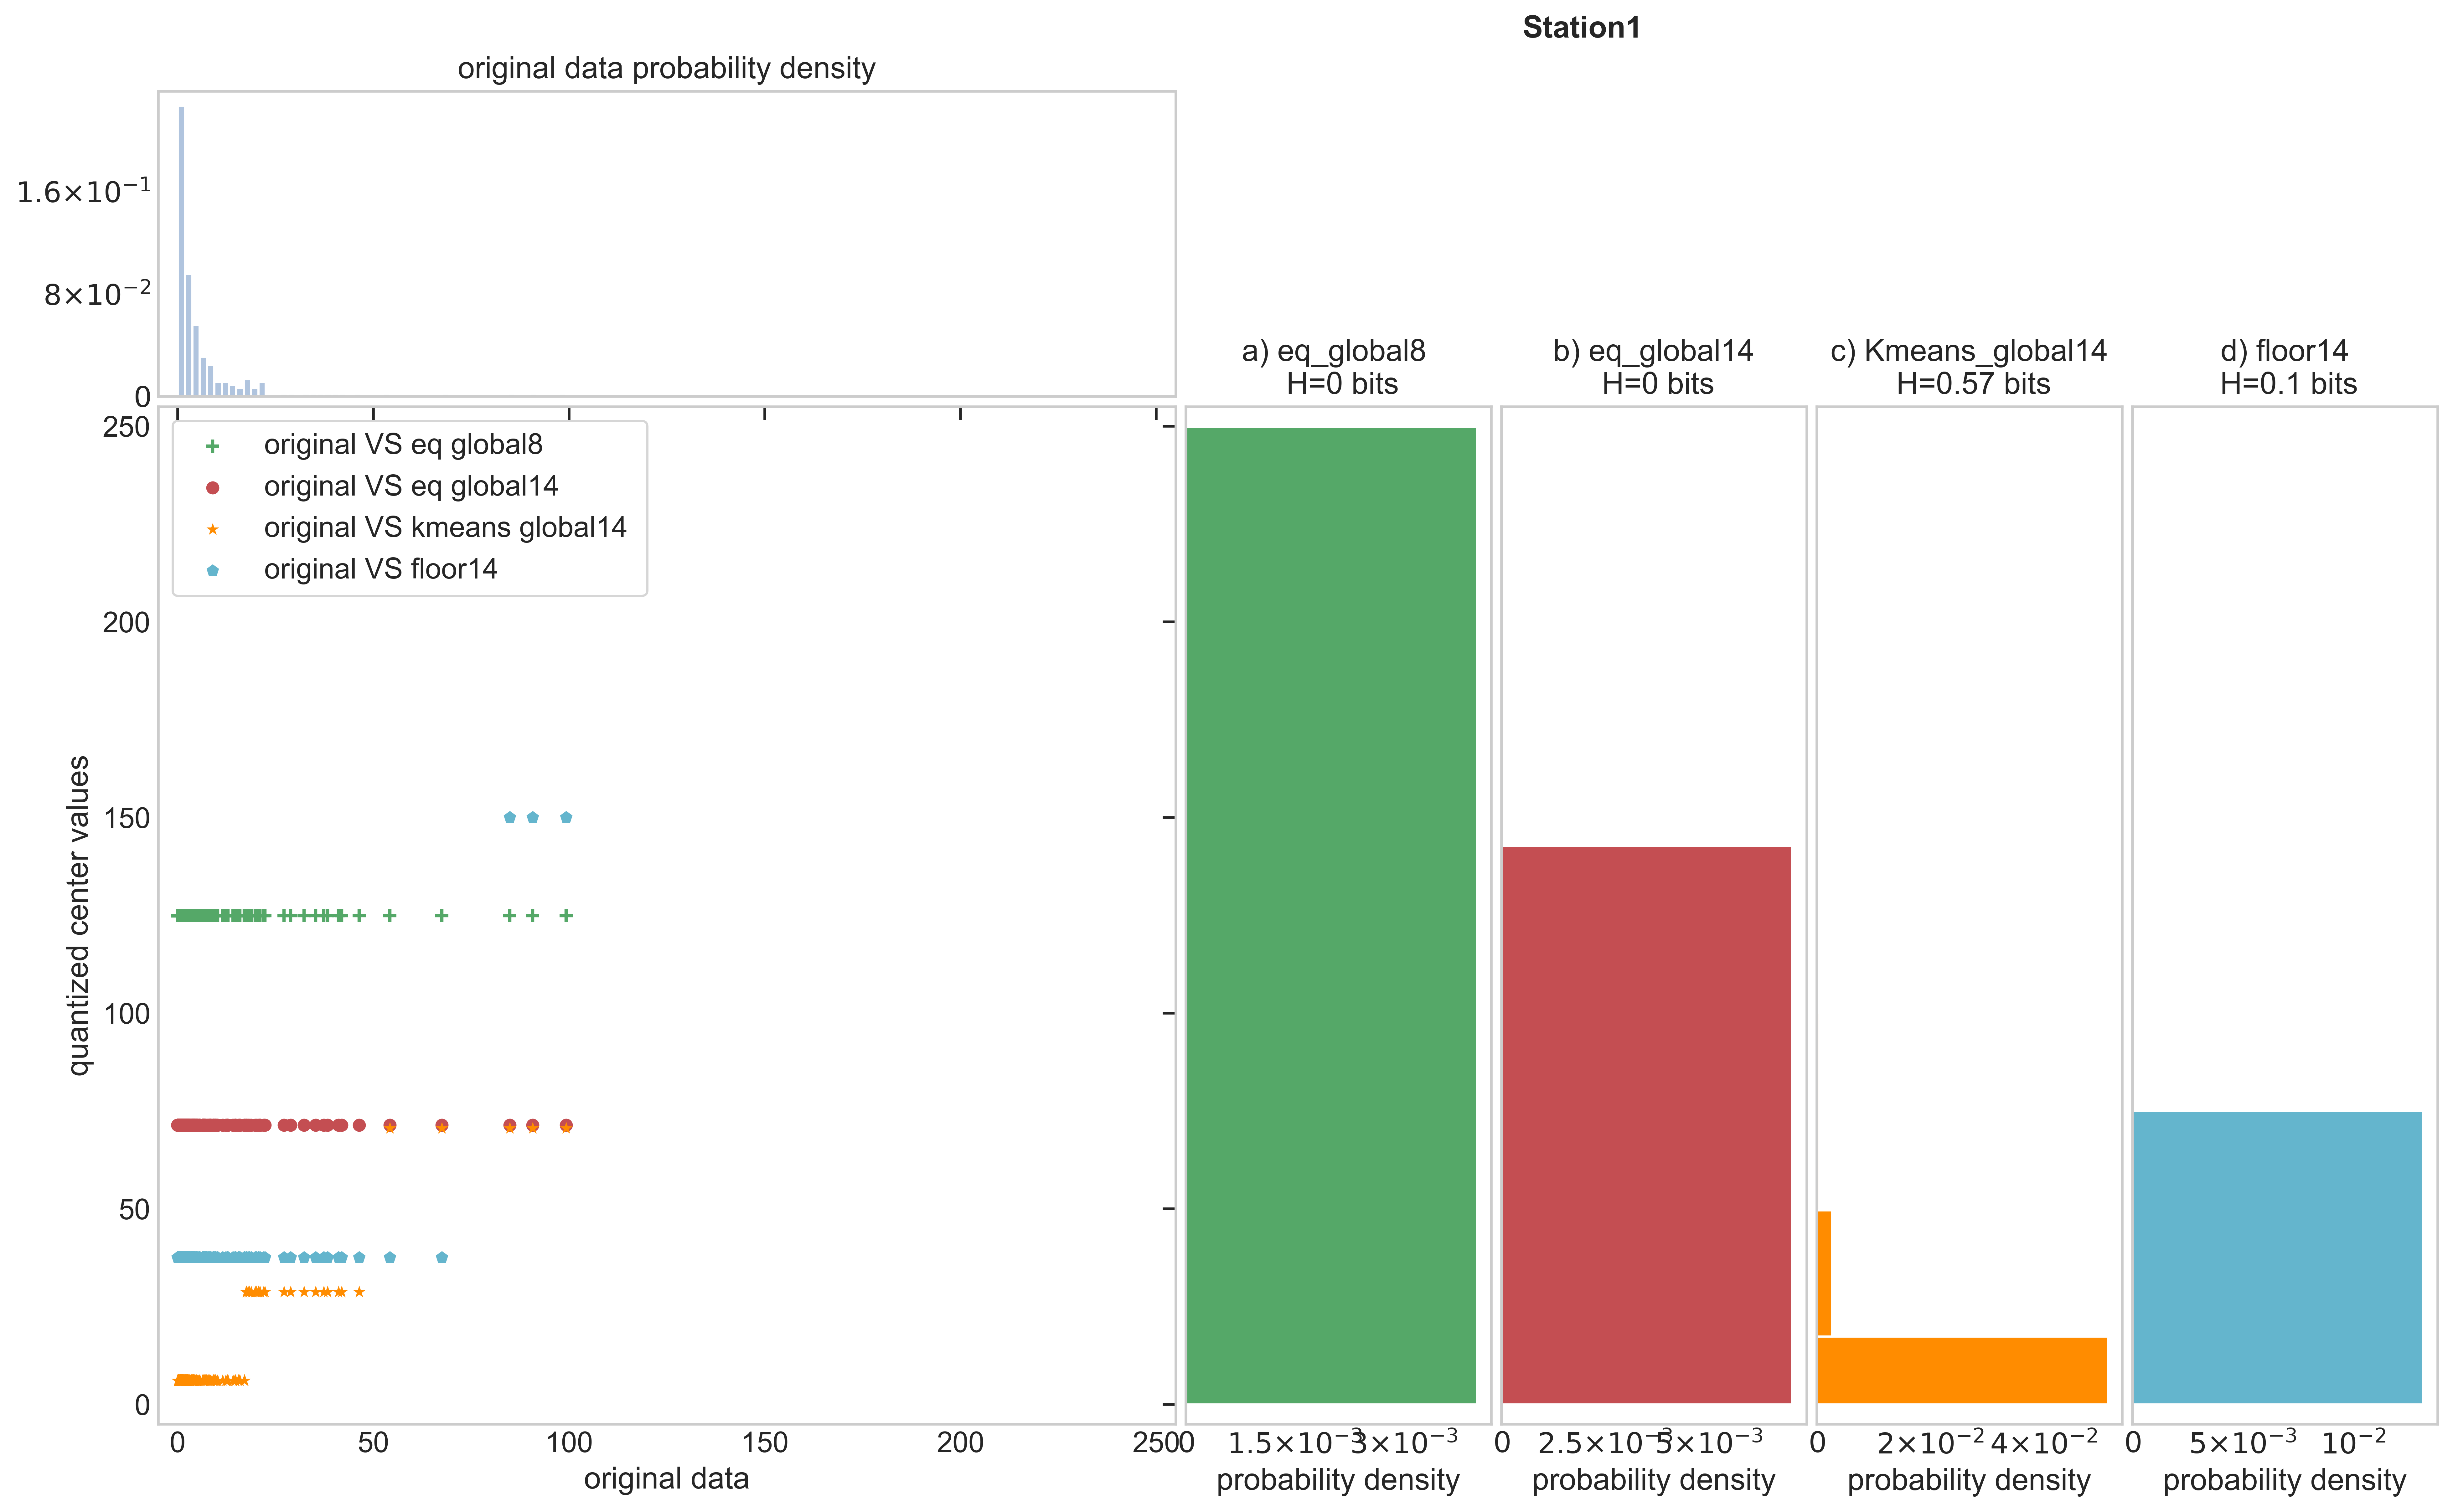 Station1
original data probability density
1.6×10⁻¹
8×10⁻²
0
a) eq_global8
H=0 bits
b) eq_global14
H=0 bits
c) Kmeans_global14
H=0.57 bits
d) floor14
H=0.1 bits
original VS eq global8
original VS eq global14
original VS kmeans global14
original VS floor14
250
200
150
100
50
0
quantized center values
0 50 100 150 200 250
original data
0 1.5×10⁻³ 3×10⁻³
probability density
0 2.5×10⁻³ 5×10⁻³
probability density
0 2×10⁻² 4×10⁻²
probability density
0 5×10⁻³ 10⁻²
probability density